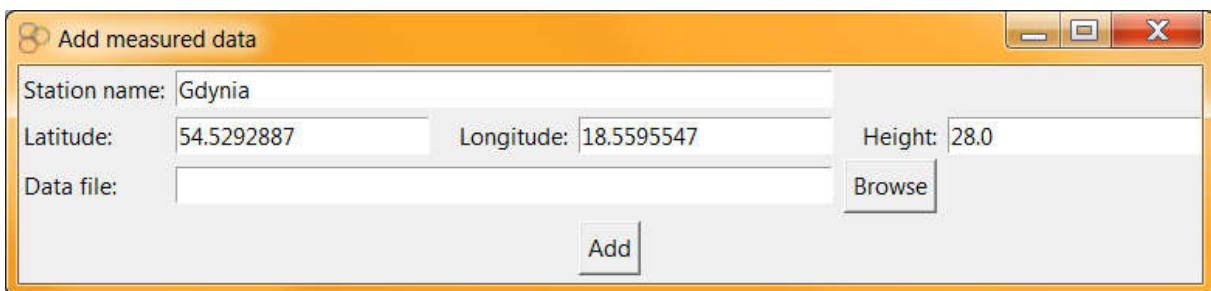 Add measured data
Station name: Gdynia
Latitude: 54.5292887 Longitude: 18.5595547 Height: 28.0
Data file: Browse
Add